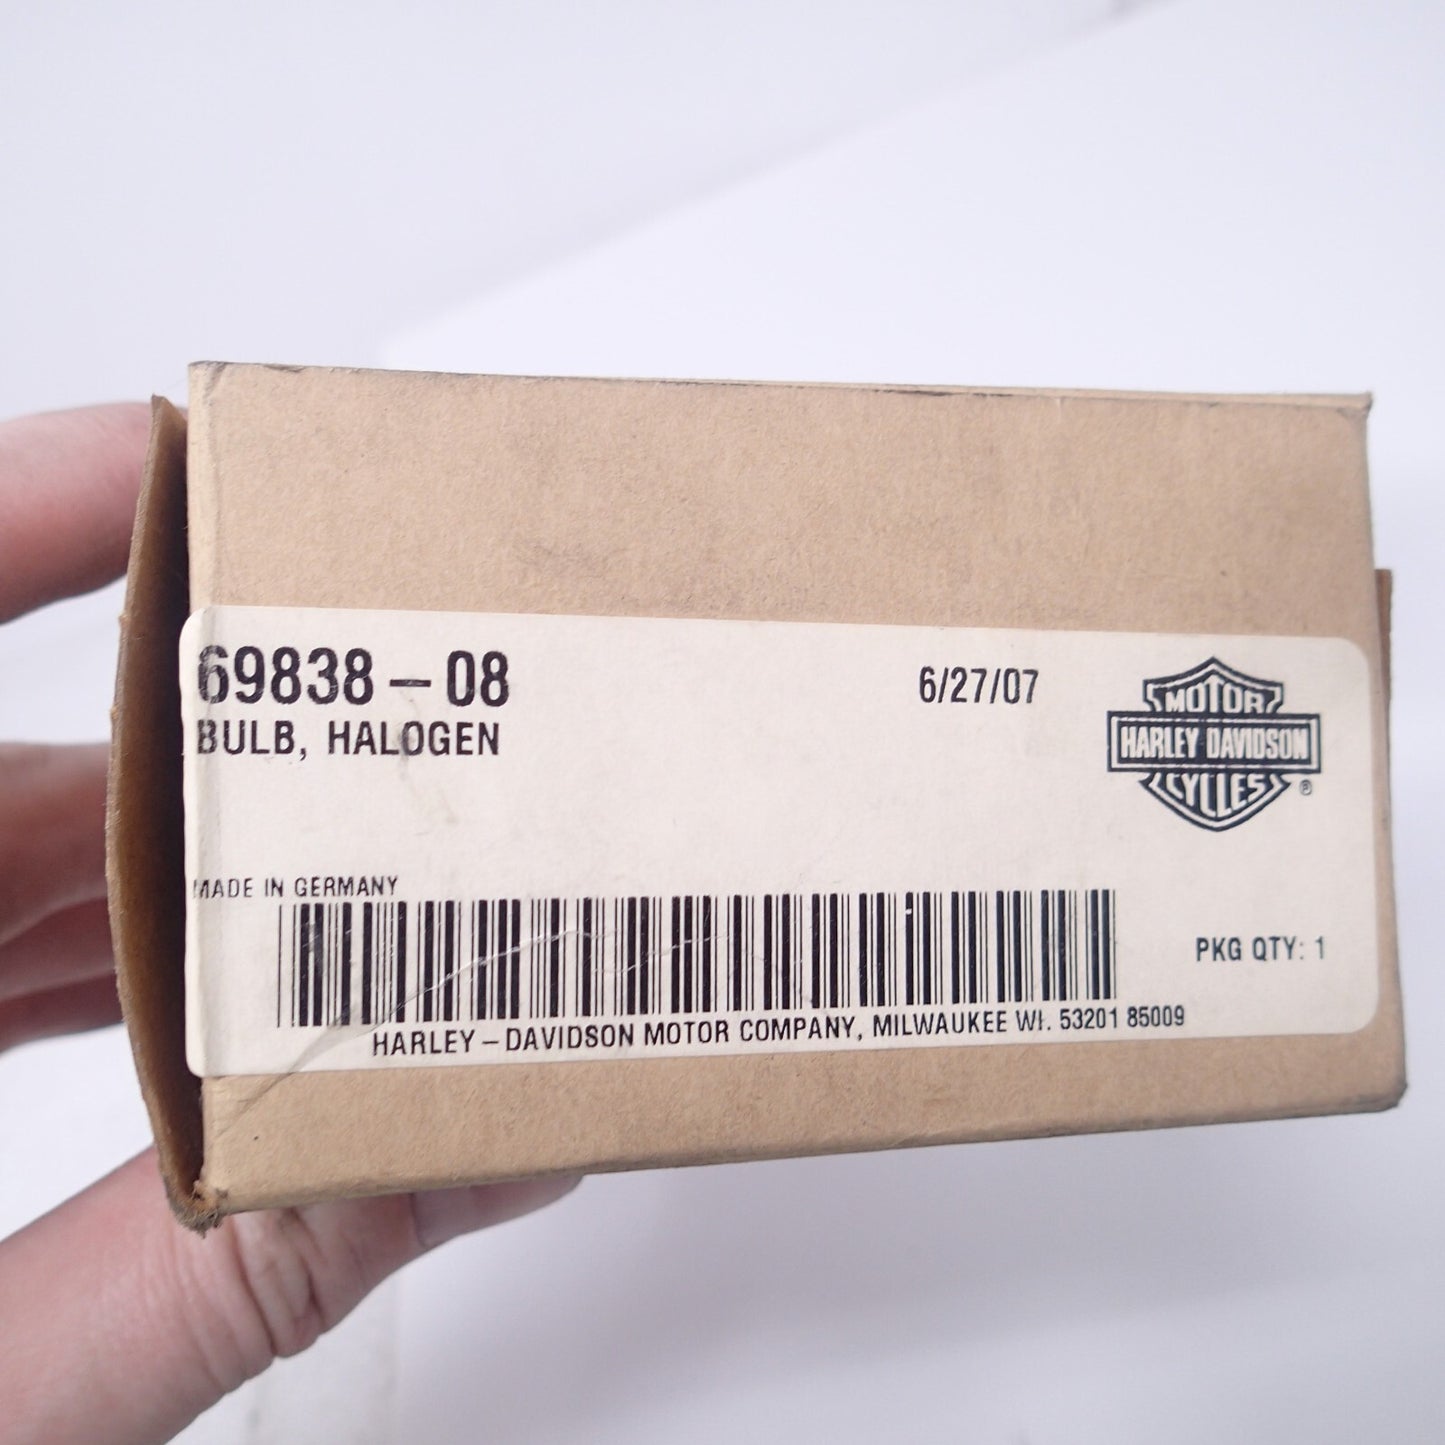 69838-08
6/27/07
BULB, HALOGEN
MOTOR
HARLEY-DAVIDSON
CYCLES®
MADE IN GERMANY
PKG QTY: 1
HARLEY-DAVIDSON MOTOR COMPANY, MILWAUKEE WI. 53201 85009